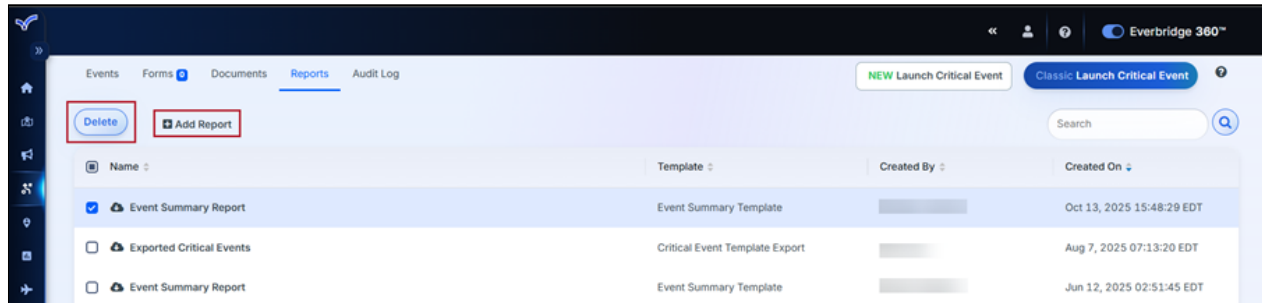 Everbridge 360™
Events Forms 0 Documents Reports Audit Log NEW Launch Critical Event Classic Launch Critical Event
Delete Add Report Search
Name Template Created By Created On
Event Summary Report Event Summary Template Oct 13, 2025 15:48:29 EDT
Exported Critical Events Critical Event Template Export Aug 7, 2025 07:13:20 EDT
Event Summary Report Event Summary Template Jun 12, 2025 02:51:45 EDT